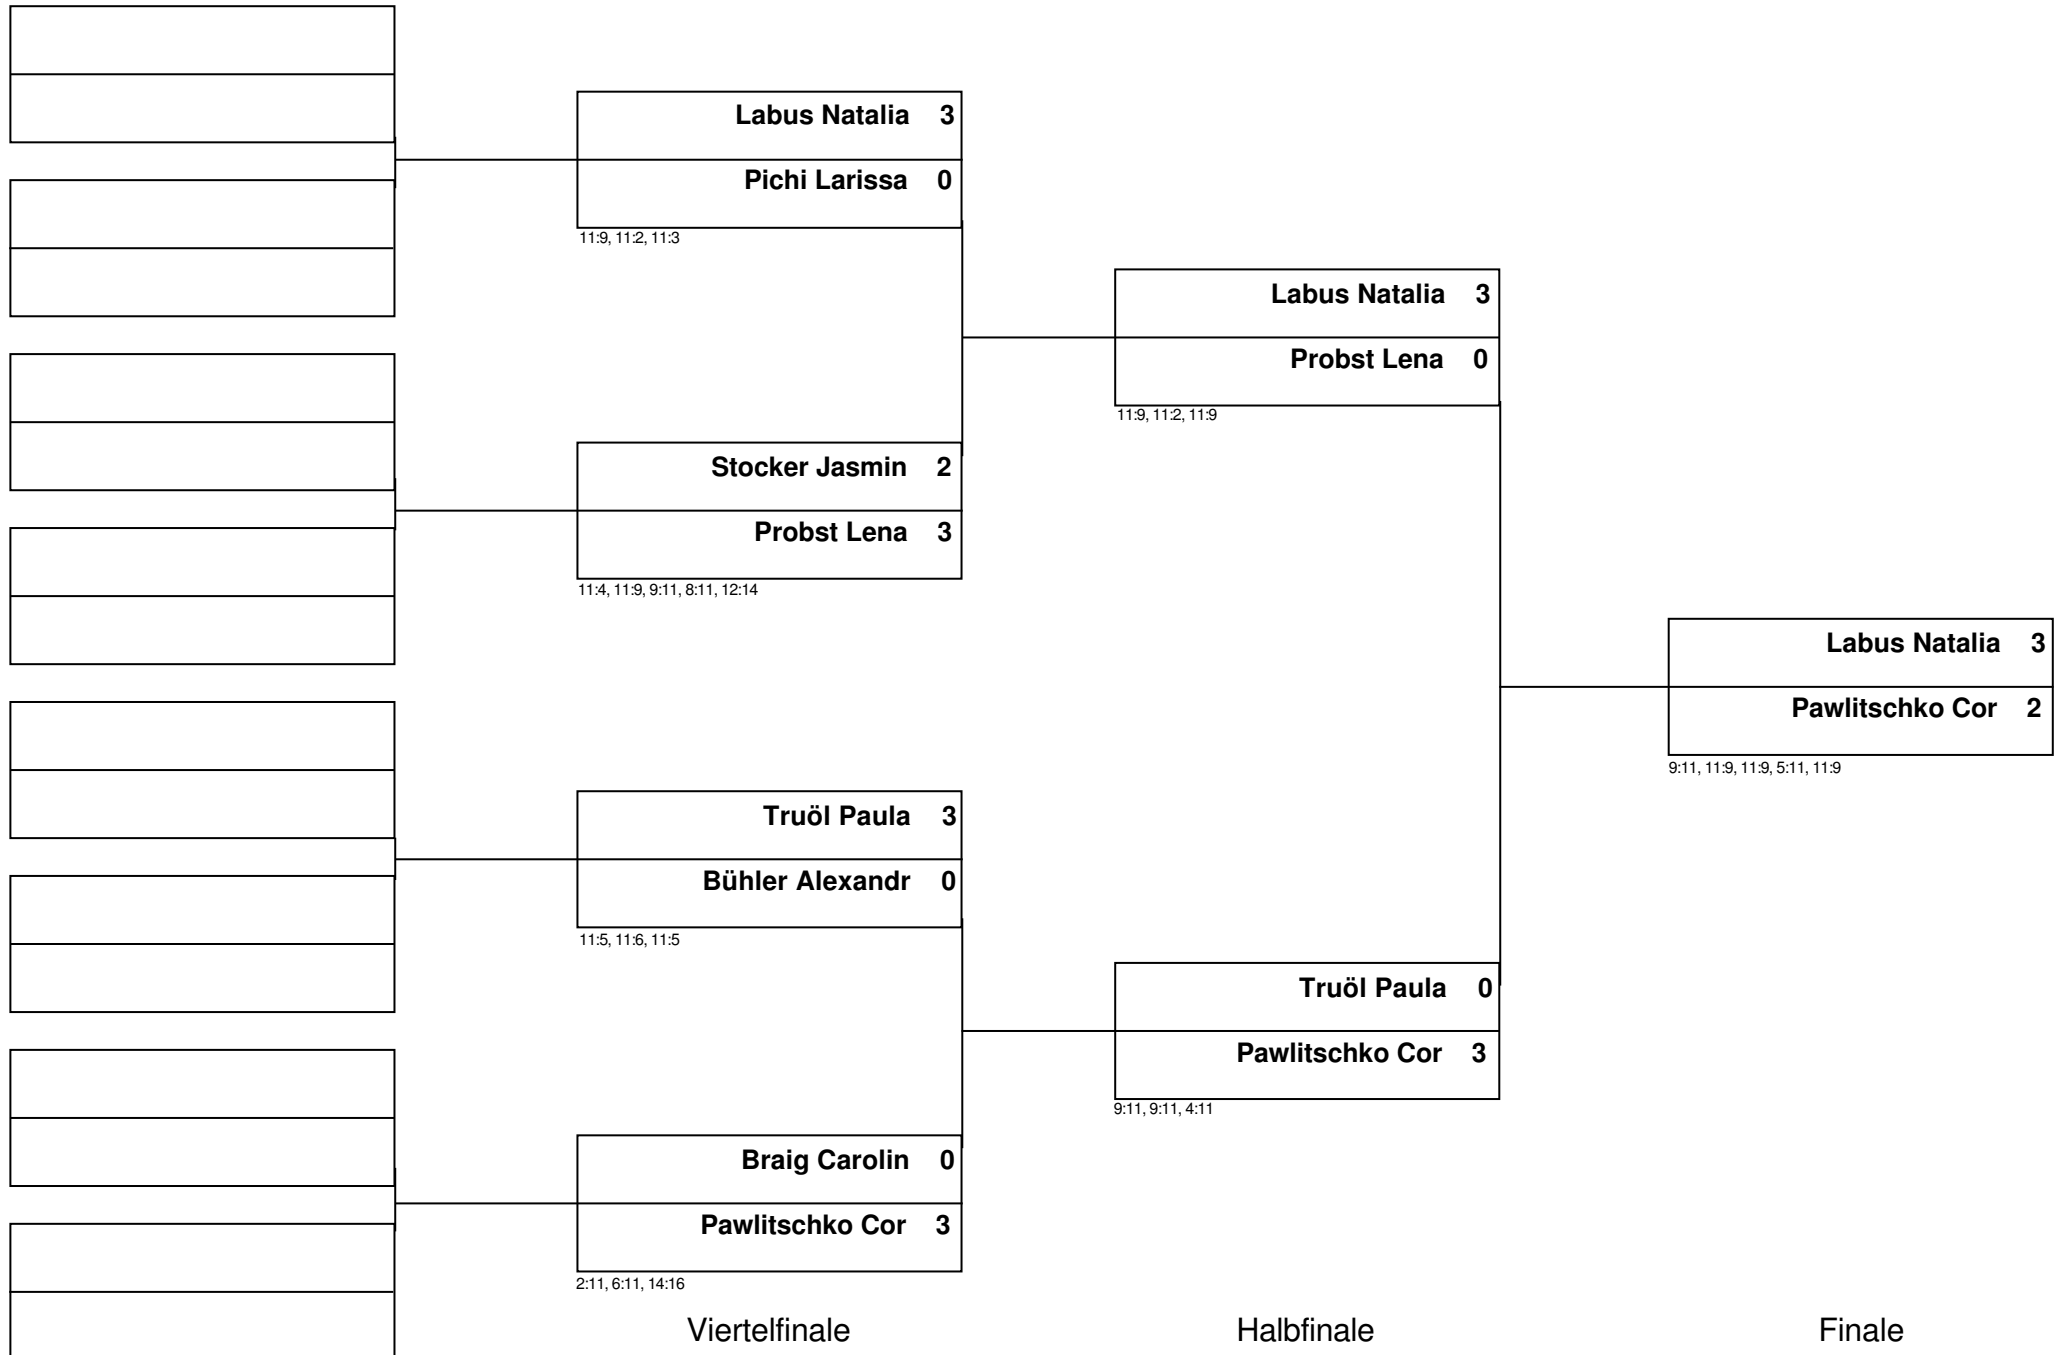 Labus Natalia 3
Pichi Larissa 0
11:9, 11:2, 11:3
Stocker Jasmin 2
Probst Lena 3
11:4, 11:9, 9:11, 8:11, 12:14
Truöl Paula 3
Bühler Alexandr 0
11:5, 11:6, 11:5
Braig Carolin 0
Pawlitschko Cor 3
2:11, 6:11, 14:16
Viertelfinale
Labus Natalia 3
Probst Lena 0
11:9, 11:2, 11:9
Truöl Paula 0
Pawlitschko Cor 3
9:11, 9:11, 4:11
Halbfinale
Labus Natalia 3
Pawlitschko Cor 2
9:11, 11:9, 11:9, 5:11, 11:9
Finale